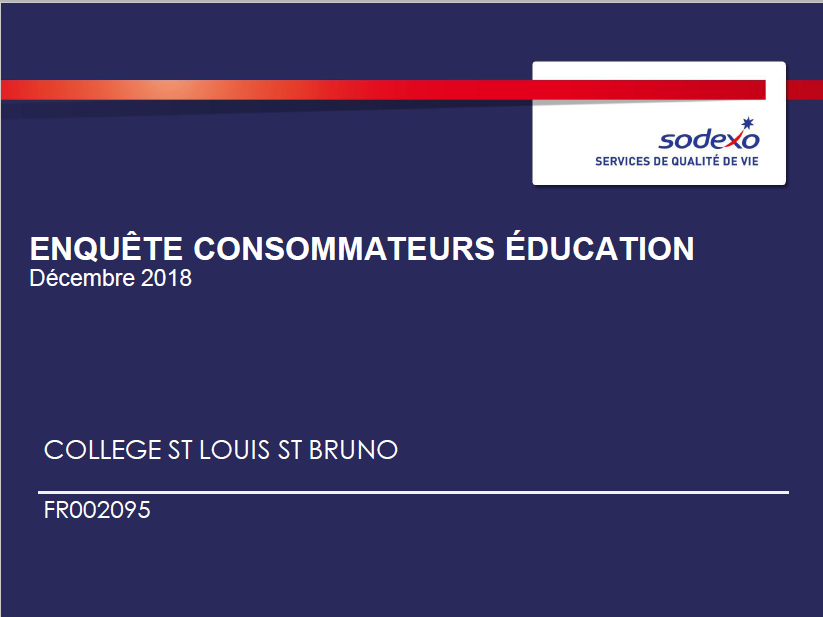 sodexo
SERVICES DE QUALITÉ DE VIE
ENQUÊTE CONSOMMATEURS ÉDUCATION
Décembre 2018
COLLEGE ST LOUIS ST BRUNO
FR002095